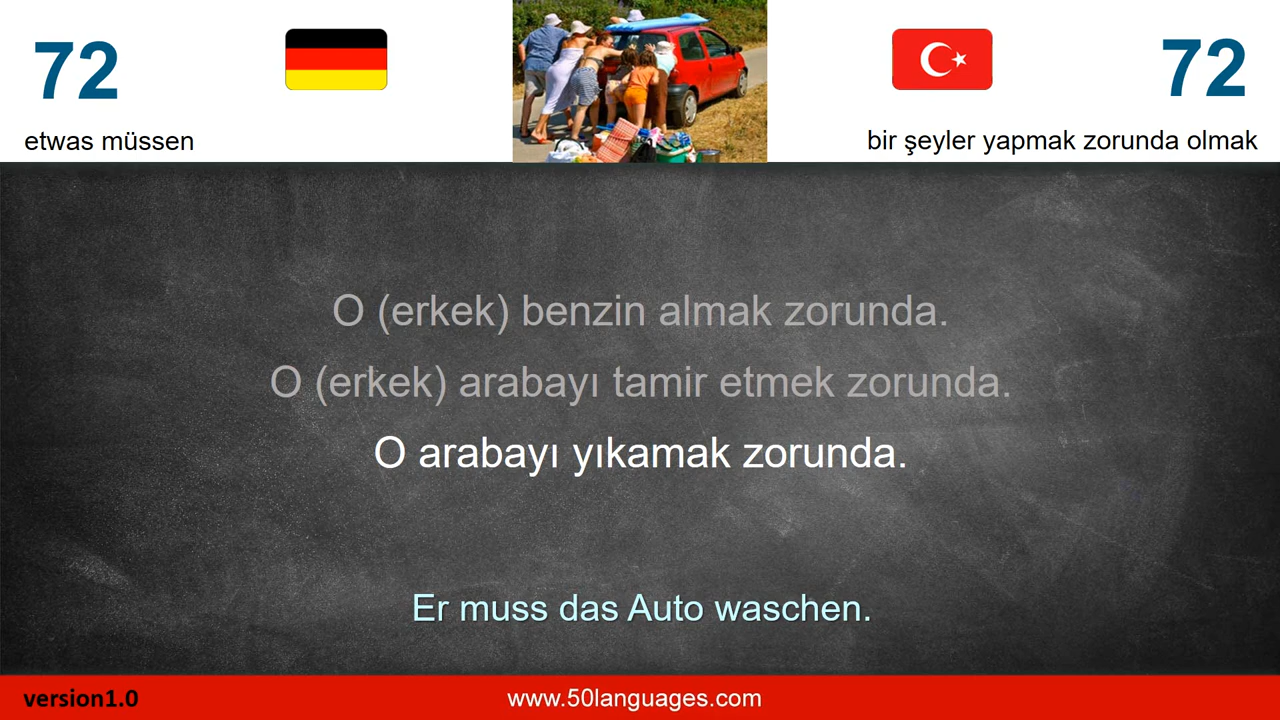 72
72
etwas müssen
bir şeyler yapmak zorunda olmak
O (erkek) benzin almak zorunda.
O (erkek) arabayı tamir etmek zorunda.
O arabayı yıkamak zorunda.
Er muss das Auto waschen.
version1.0
www.50languages.com